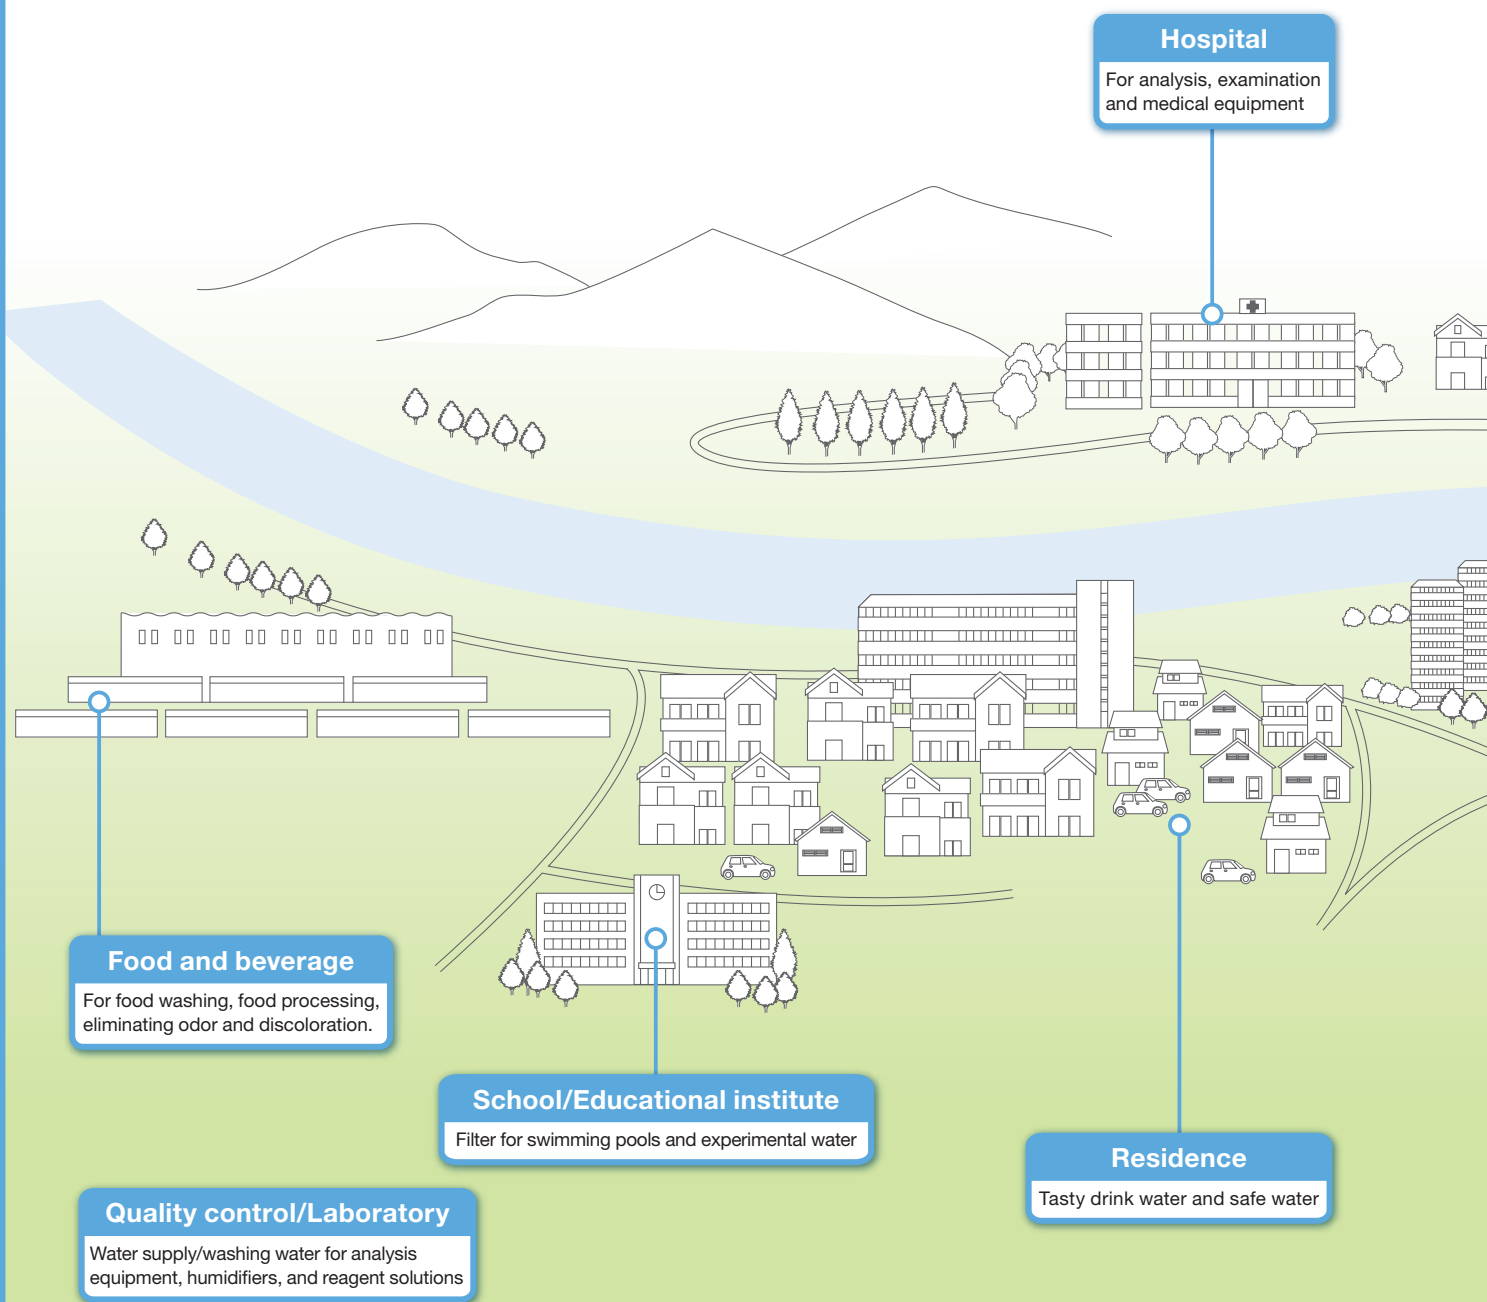 Hospital
For analysis, examination
and medical equipment
Food and beverage
For food washing, food processing,
eliminating odor and discoloration.
School/Educational institute
Filter for swimming pools and experimental water
Residence
Tasty drink water and safe water
Quality control/Laboratory
Water supply/washing water for analysis
equipment, humidifiers, and reagent solutions